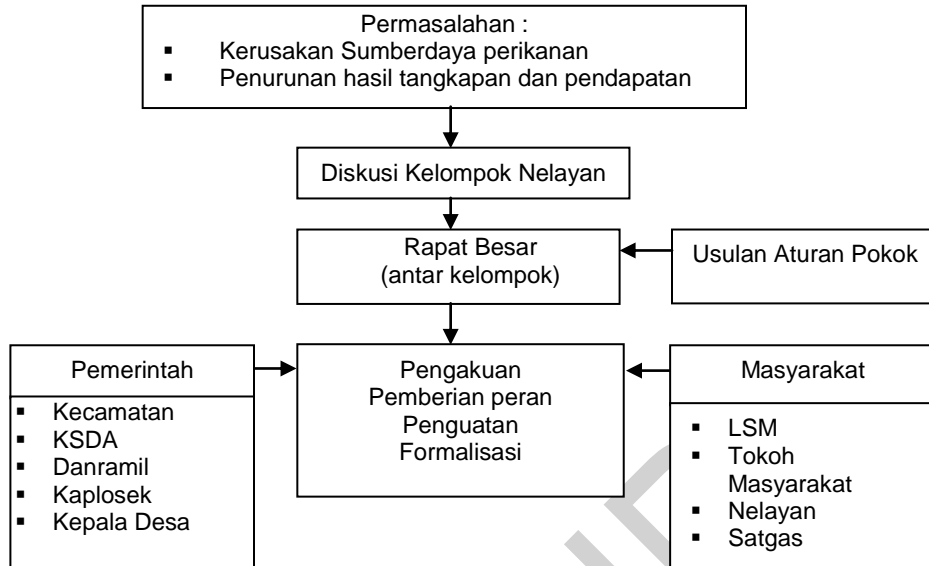 Permasalahan :
▪ Kerusakan Sumberdaya perikanan
▪ Penurunan hasil tangkapan dan pendapatan
Diskusi Kelompok Nelayan
Rapat Besar
(antar kelompok)
Usulan Aturan Pokok
Pemerintah
▪ Kecamatan
▪ KSDA
▪ Danramil
▪ Kaplosek
▪ Kepala Desa
Pengakuan
Pemberian peran
Penguatan
Formalisasi
Masyarakat
▪ LSM
▪ Tokoh
Masyarakat
▪ Nelayan
▪ Satgas